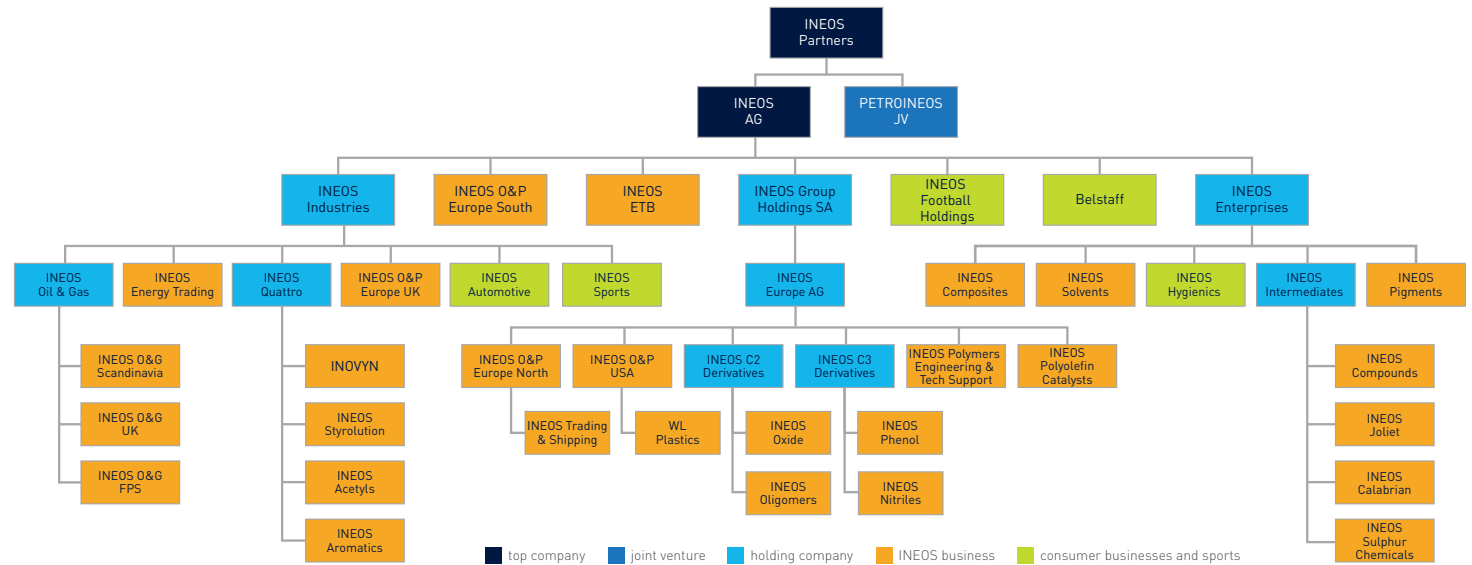 INEOS
Partners
INEOS
AG
PETROINEOS
JV
INEOS
Industries
INEOS O&P
Europe South
INEOS
ETB
INEOS Group
Holdings SA
INEOS
Football
Holdings
Belstaff
INEOS
Enterprises
INEOS
Oil & Gas
INEOS
Energy Trading
INEOS
Quattro
INEOS O&P
Europe UK
INEOS
Automotive
INEOS
Sports
INEOS
Europe AG
INEOS
Composites
INEOS
Solvents
INEOS
Hygienics
INEOS
Intermediates
INEOS
Pigments
INEOS O&G
Scandinavia
INEOS O&G
UK
INEOS O&G
FPS
INOVYN
INEOS
Styrolution
INEOS
Acetyls
INEOS
Aromatics
INEOS O&P
Europe North
INEOS O&P
USA
INEOS C2
Derivatives
INEOS C3
Derivatives
INEOS Polymers
Engineering &
Tech Support
INEOS
Polyolefin
Catalysts
INEOS Trading
& Shipping
WL
Plastics
INEOS
Oxide
INEOS
Phenol
INEOS
Oligomers
INEOS
Nitriles
INEOS
Compounds
INEOS
Joliet
INEOS
Calabrian
INEOS
Sulphur
Chemicals
top company
joint venture
holding company
INEOS business
consumer businesses and sports